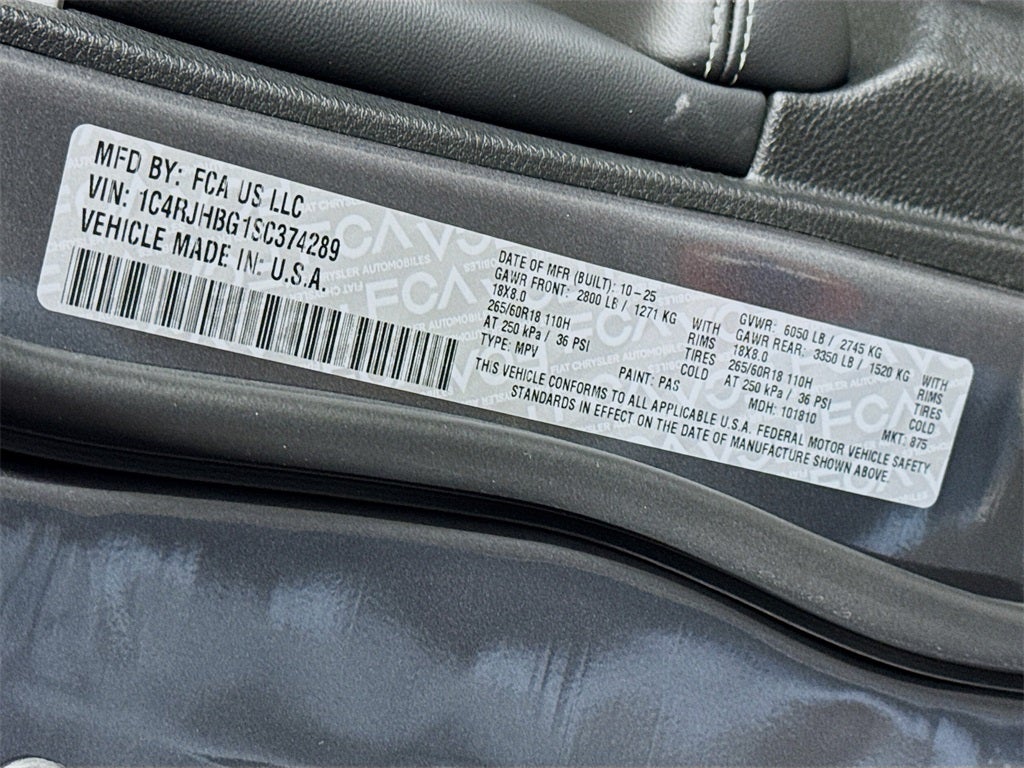 MFD BY: FCA US LLC
VIN: 1C4RJHBG1SC374289
VEHICLE MADE IN: U.S.A.
DATE OF MFR (BUILT): 10-25
GAWR FRONT: 2800 LB / 1271 KG WITH
18X8.0 RIMS
265/60R18 110H TIRES
AT 250 kPa / 36 PSI COLD
TYPE: MPV PAINT: PAS
GVWR: 6050 LB / 2745 KG
GAWR REAR: 3350 LB / 1520 KG WITH
18X8.0 RIMS
265/60R18 110H TIRES
AT 250 kPa / 36 PSI COLD
MDH: 101810 MKT: 875
THIS VEHICLE CONFORMS TO ALL APPLICABLE U.S.A. FEDERAL MOTOR VEHICLE SAFETY
STANDARDS IN EFFECT ON THE DATE OF MANUFACTURE SHOWN ABOVE.